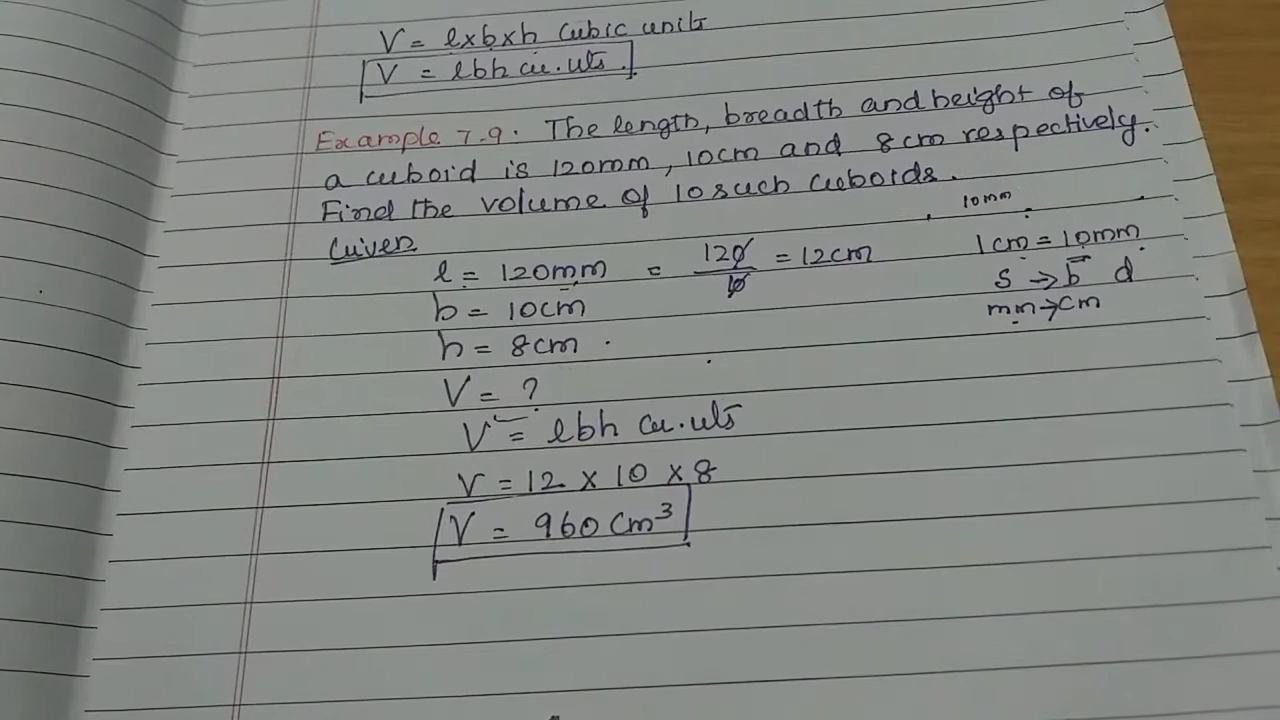 V = l×b×h cubic units
V = lbh cu.uts.
Example 7.9. The length, breadth and height of
a cuboid is 120mm, 10cm and 8cm respectively.
Find the volume of 10 such cuboids.
Given
10mm
l = 120mm = 120/10 = 12cm
1cm = 10mm
b = 10cm
s → b d
h = 8cm
mm → cm
V = ?
V = lbh cu.uts
V = 12 × 10 × 8
V = 960 cm³